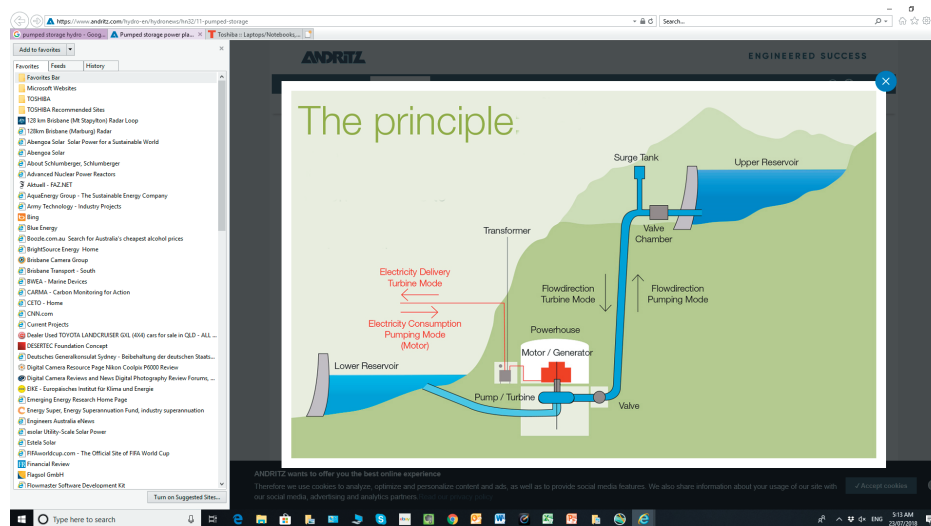 https://www.andritz.com/hydro-en/hydronews/hn32/11-pumped-storage
Search...
pumped storage hydro - Goog...
Pumped storage power pla...
Toshiba :: Laptops/Notebooks,...
Add to favorites
Favorites
Feeds
History
Favorites Bar
Microsoft Websites
TOSHIBA
TOSHIBA Recommended Sites
128 km Brisbane (Mt Stapylton) Radar Loop
128km Brisbane (Marburg) Radar
Abengoa Solar Solar Power for a Sustainable World
Abengoa Solar
About Schlumberger, Schlumberger
Advanced Nuclear Power Reactors
Aktuell - FAZ.NET
AquaEnergy Group - The Sustainable Energy Company
Army Technology - Industry Projects
Bing
Blue Energy
Boozle.com.au Search for Australia's cheapest alcohol prices
BrightSource Energy Home
Brisbane Camera Group
Brisbane Transport - South
BWEA - Marine Devices
CARMA - Carbon Monitoring for Action
CETO - Home
CNN.com
Current Projects
Dealer Used TOYOTA LANDCRUISER GXL (4X4) cars for sale in QLD - ALL ...
DESERTEC Foundation Concept
Deutsches Generalkonsulat Sydney - Beibehaltung der deutschen Staats...
Digital Camera Resource Page Nikon Coolpix P6000 Review
Digital Camera Reviews and News Digital Photography Review Forums, ...
EIKE - Europäisches Institut für Klima und Energie
Emerging Energy Research Home Page
Energy Super, Energy Superannuation Fund, industry superannuation
Engineers Australia eNews
esolar Utility-Scale Solar Power
Estela Solar
FIFAworldcup.com - The Official Site of FIFA World Cup
Financial Review
Flagsol GmbH
Flowmaster Software Development Kit
Turn on Suggested Sites...
ANDRITZ
ENGINEERED SUCCESS
The principle:
Surge Tank
Upper Reservoir
Valve
Chamber
Transformer
Electricity Delivery
Turbine Mode
Electricity Consumption
Pumping Mode
(Motor)
Flowdirection
Turbine Mode
Flowdirection
Pumping Mode
Powerhouse
Motor / Generator
Lower Reservoir
Pump / Turbine
Valve
ANDRITZ wants to offer you the best online experience
Therefore we use cookies to analyze, optimize and personalize content and ads, as well as to provide social media features. We also share information about your usage of our site with
our social media, advertising and analytics partners. Read our privacy policy
✓ Accept cookies
Type here to search
ENG
5:13 AM
23/07/2018